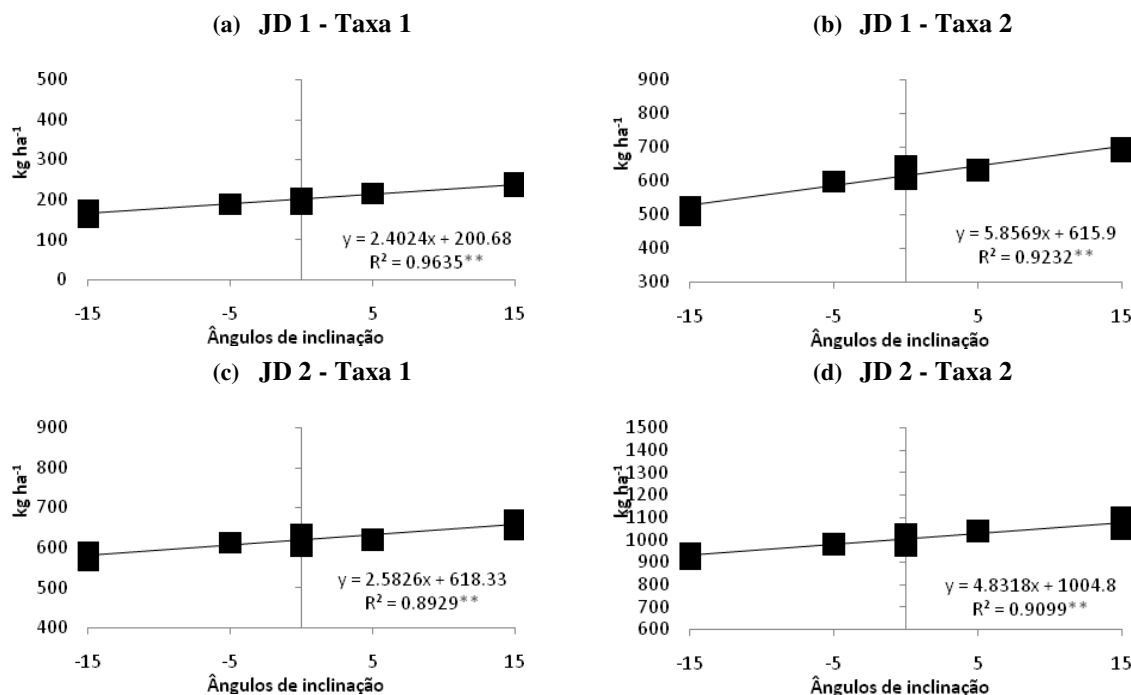 (a) JD 1 - Taxa 1
500
400
300
200
100
0
kg ha⁻¹
y = 2.4024x + 200.68
R² = 0.9635**
-15 -5 5 15
Ângulos de inclinação
(b) JD 1 - Taxa 2
900
800
700
600
500
400
300
kg ha⁻¹
y = 5.8569x + 615.9
R² = 0.9232**
-15 -5 5 15
Ângulos de inclinação
(c) JD 2 - Taxa 1
900
800
700
600
500
400
kg ha⁻¹
y = 2.5826x + 618.33
R² = 0.8929**
-15 -5 5 15
Ângulos de inclinação
(d) JD 2 - Taxa 2
1500
1400
1300
1200
1100
1000
900
800
700
600
kg ha⁻¹
y = 4.8318x + 1004.8
R² = 0.9099**
-15 -5 5 15
Ângulos de inclinação